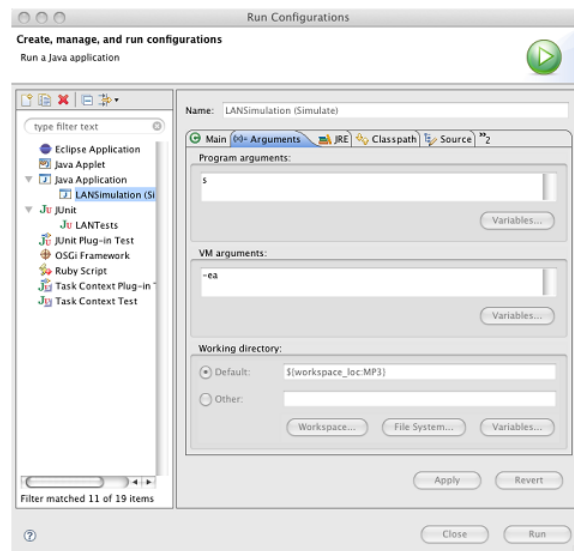 Run Configurations
Create, manage, and run configurations
Run a Java application
Name: LANSimulation (Simulate)
type filter text
Main (x)= Arguments JRE Classpath Source »2
Eclipse Application
Java Applet
Java Application
LANSimulation (Si
JUnit
LANTests
JUnit Plug-in Test
OSGi Framework
Ruby Script
Task Context Plug-in T
Task Context Test
Filter matched 11 of 19 items
Program arguments:
s
Variables...
VM arguments:
-ea
Variables...
Working directory:
Default: ${workspace_loc:MP3}
Other:
Workspace... File System... Variables...
Apply Revert
? Close Run